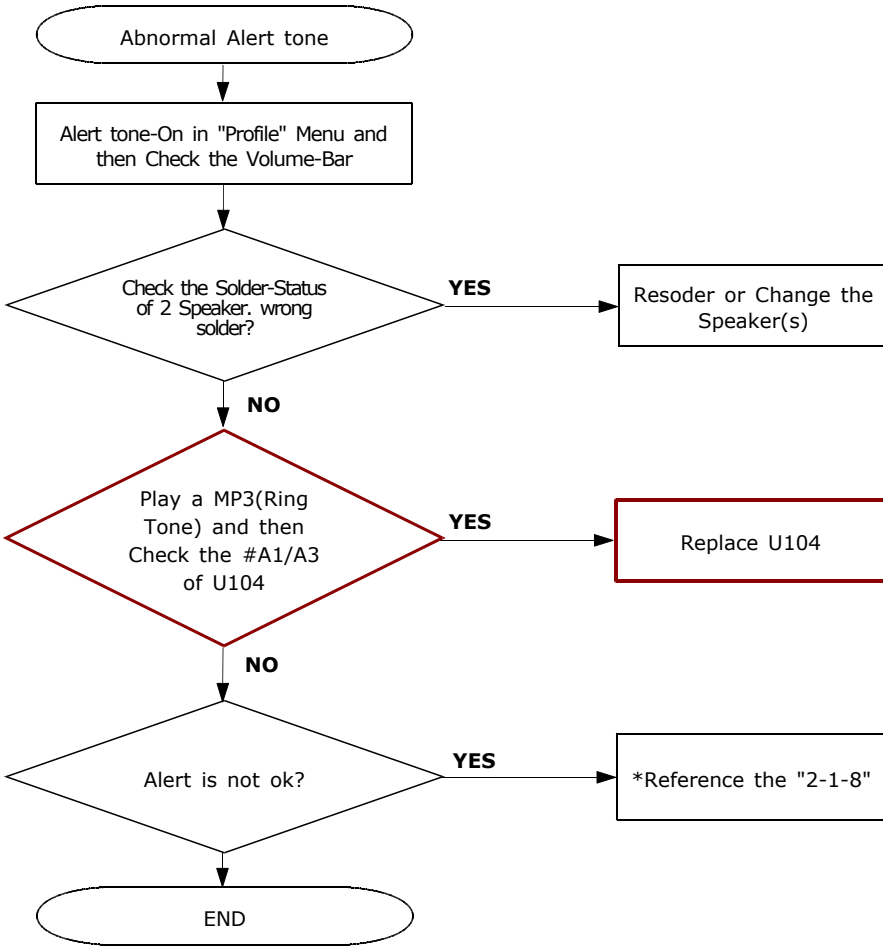 Abnormal Alert tone
Alert tone-On in "Profile" Menu and
then Check the Volume-Bar
Check the Solder-Status
of 2 Speaker. wrong
solder?
YES
Resoder or Change the
Speaker(s)
NO
Play a MP3(Ring
Tone) and then
Check the #A1/A3
of U104
YES
Replace U104
NO
Alert is not ok?
YES
*Reference the "2-1-8"
END